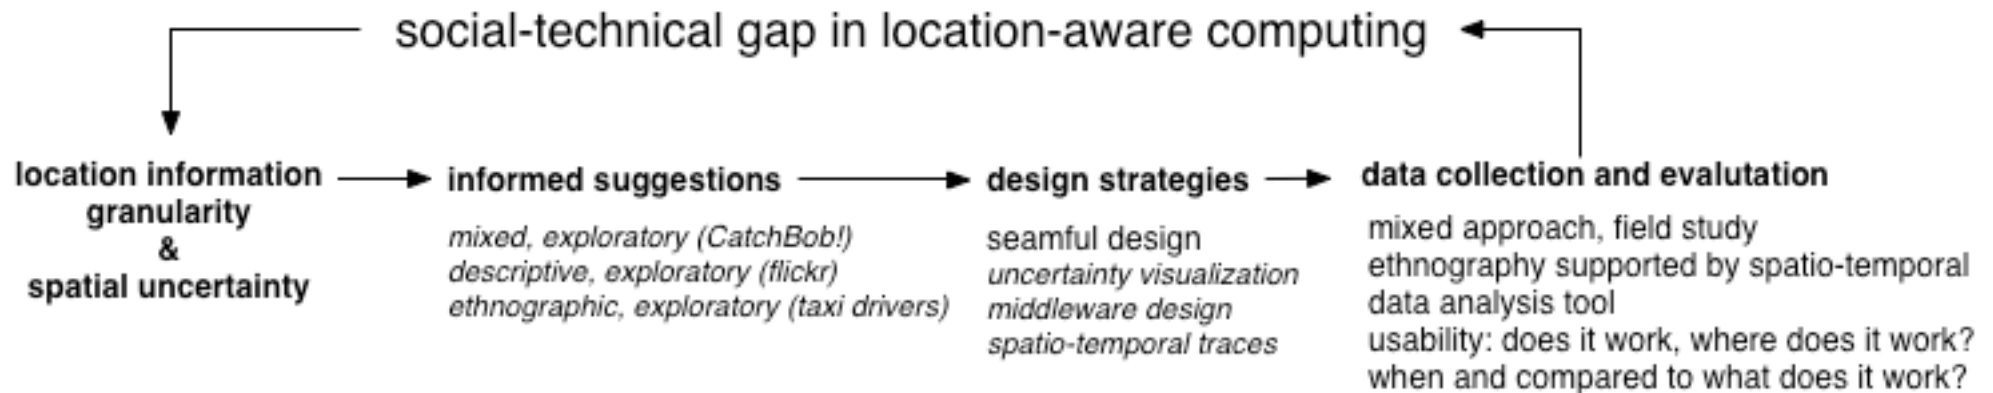 social-technical gap in location-aware computing
location information
granularity
&
spatial uncertainty
informed suggestions
mixed, exploratory (CatchBob!)
descriptive, exploratory (flickr)
ethnographic, exploratory (taxi drivers)
design strategies
seamful design
uncertainty visualization
middleware design
spatio-temporal traces
data collection and evalutation
mixed approach, field study
ethnography supported by spatio-temporal
data analysis tool
usability: does it work, where does it work?
when and compared to what does it work?